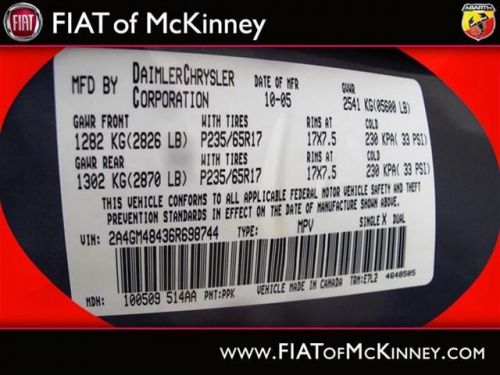 FIAT
FIAT of McKinney
ABARTH
MFD BY DAIMLERCHRYSLER CORPORATION
DATE OF MFR 10-05
GVWR 2541 KG(05600 LB)
GAWR FRONT WITH TIRES RIMS AT COLD
1282 KG(2826 LB) P235/65R17 17X7.5 230 KPA(33 PSI)
GAWR REAR WITH TIRES RIMS AT COLD
1302 KG(2870 LB) P235/65R17 17X7.5 230 KPA(33 PSI)
THIS VEHICLE CONFORMS TO ALL APPLICABLE FEDERAL MOTOR VEHICLE SAFETY AND THEFT
PREVENTION STANDARDS IN EFFECT ON THE DATE OF MANUFACTURE SHOWN ABOVE
VIN: 2A4GM48436R698744 TYPE: MPV SINGLE X DUAL
MDH: 100509 514AA PNT:PPK VEHICLE MADE IN CANADA TRM:E7L2 4648505
www.FIATofMcKinney.com